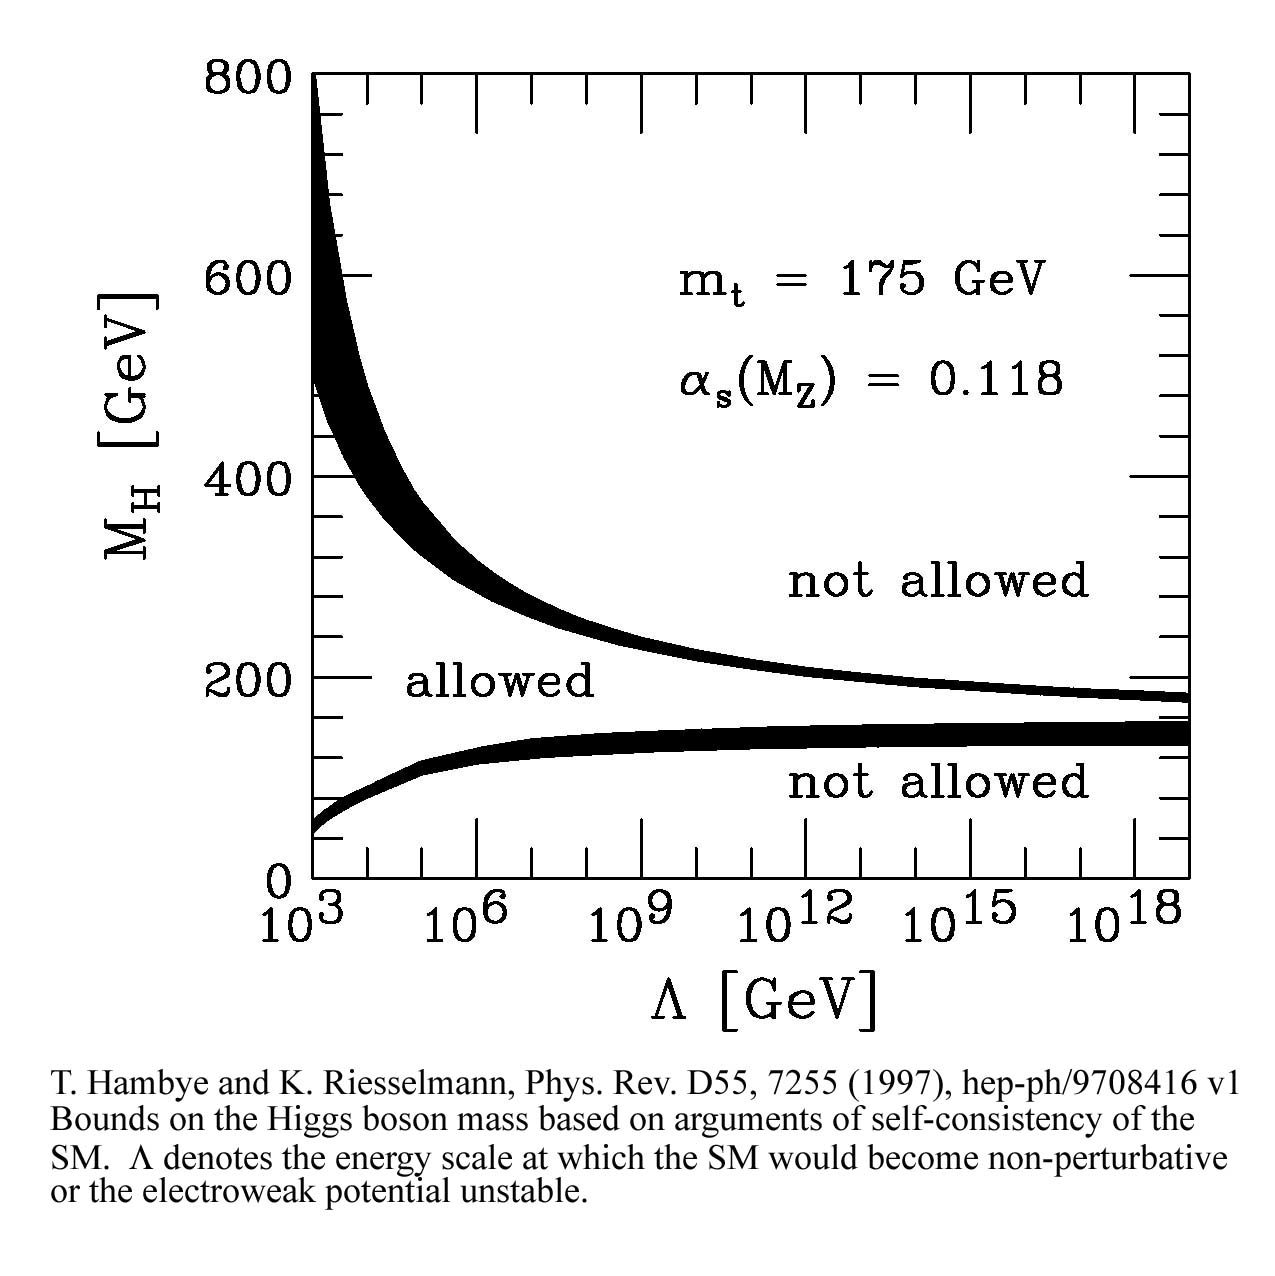 800
600
400
200
0
M_H [GeV]
m_t = 175 GeV
α_s(M_Z) = 0.118
not allowed
allowed
not allowed
10^3 10^6 10^9 10^12 10^15 10^18
Λ [GeV]
T. Hambye and K. Riesselmann, Phys. Rev. D55, 7255 (1997), hep-ph/9708416 v1
Bounds on the Higgs boson mass based on arguments of self-consistency of the
SM. Λ denotes the energy scale at which the SM would become non-perturbative
or the electroweak potential unstable.